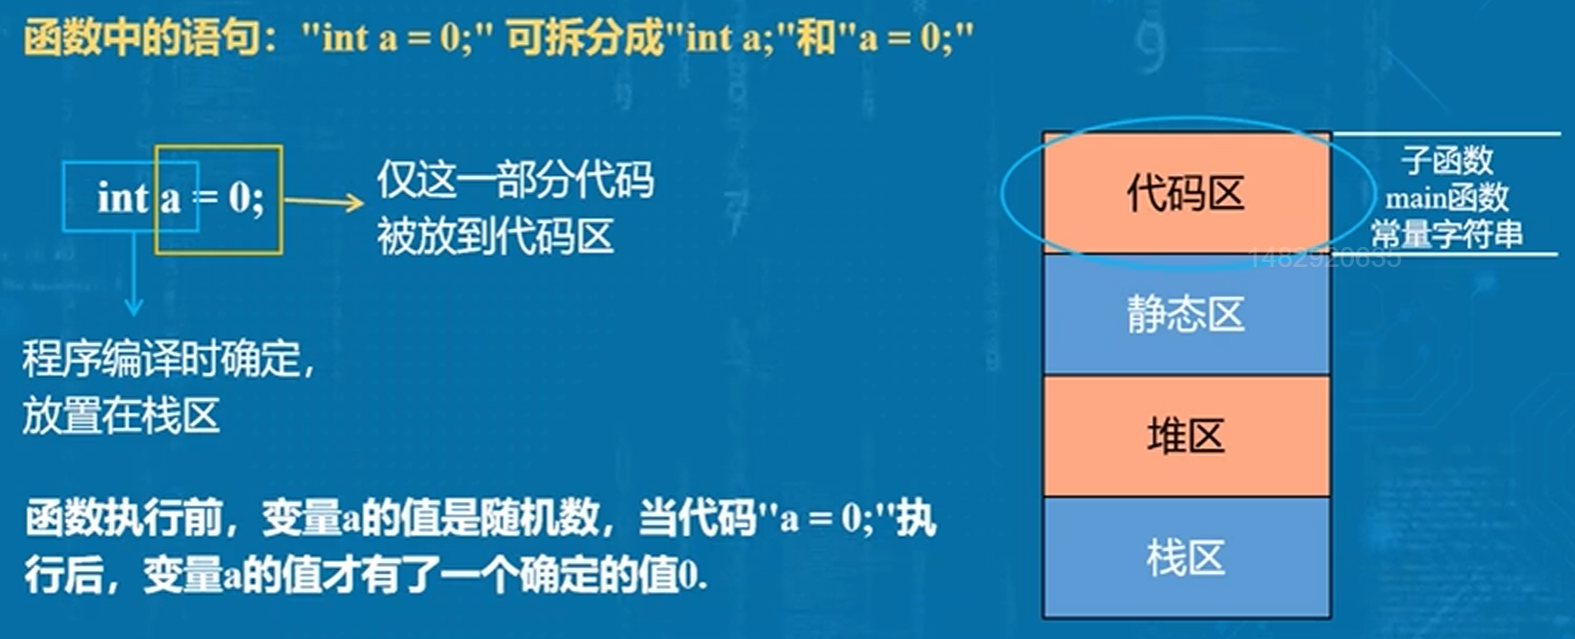 函数中的语句："int a = 0;" 可拆分成"int a;"和"a = 0;"
int a = 0;
仅这一部分代码
被放到代码区
程序编译时确定，
放置在栈区
函数执行前，变量a的值是随机数，当代码"a = 0;"执
行后，变量a的值才有了一个确定的值0.
代码区
静态区
堆区
栈区
子函数
main函数
常量字符串
1482920635